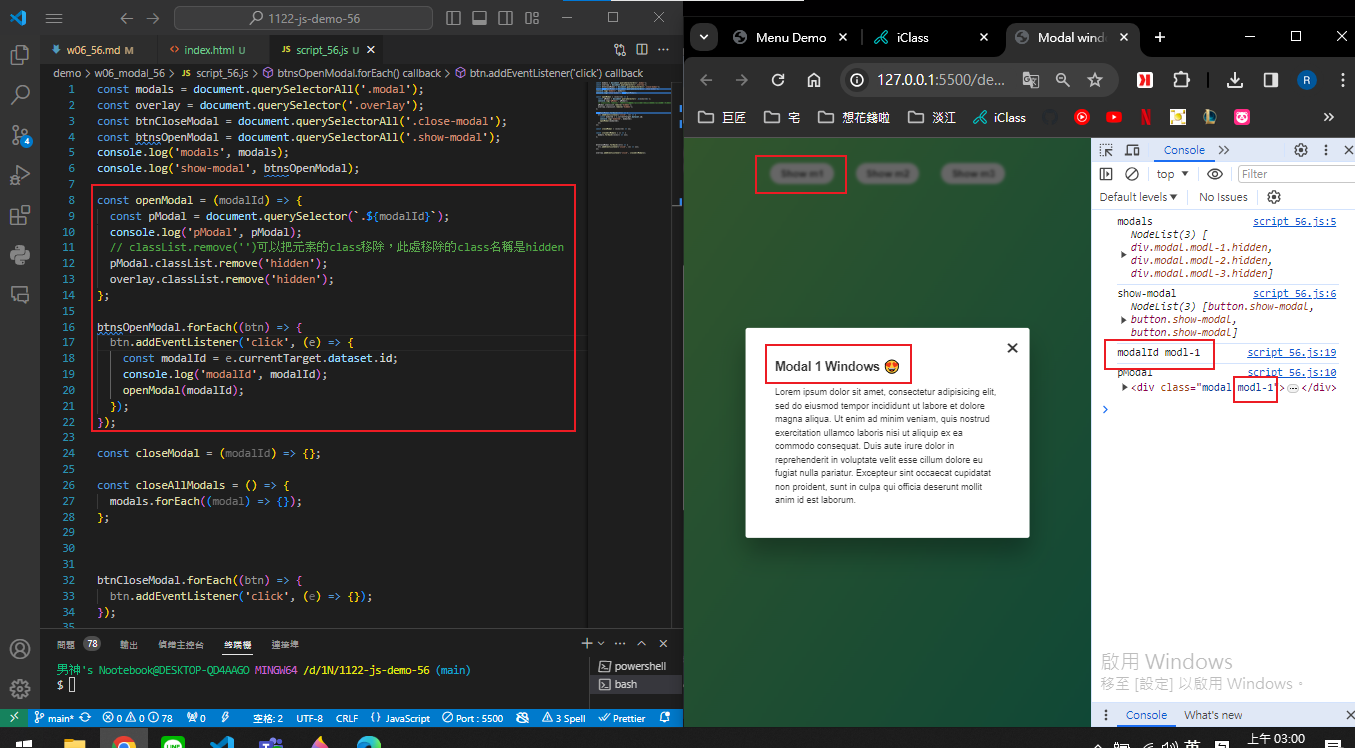 1122-js-demo-56
w06_56.md M
index.html U
script_56.js U
demo > w06_modal_56 > script_56.js > btnsOpenModal.forEach() callback > btn.addEventListener('click') callback
1 const modals = document.querySelectorAll('.modal');
2 const overlay = document.querySelector('.overlay');
3 const btnCloseModal = document.querySelectorAll('.close-modal');
4 const btnsOpenModal = document.querySelectorAll('.show-modal');
5 console.log('modals', modals);
6 console.log('show-modal', btnsOpenModal);
7
8 const openModal = (modalId) => {
9 const pModal = document.querySelector(`.${modalId}`);
10 console.log('pModal', pModal);
11 // classList.remove('')可以把元素的class移除，此處移除的class名稱是hidden
12 pModal.classList.remove('hidden');
13 overlay.classList.remove('hidden');
14 };
15
16 btnsOpenModal.forEach((btn) => {
17 btn.addEventListener('click', (e) => {
18 const modalId = e.currentTarget.dataset.id;
19 console.log('modalId', modalId);
20 openModal(modalId);
21 });
22 });
23
24 const closeModal = (modalId) => {};
25
26 const closeAllModals = () => {
27 modals.forEach((modal) => {});
28 };
29
30
31
32 btnCloseModal.forEach((btn) => {
33 btn.addEventListener('click', (e) => {});
34 });
35
問題 78 輸出 偵錯主控台 終端機 連接埠
男神's Nootebook@DESKTOP-QD4AAGO MINGW64 /d/1N/1122-js-demo-56 (main)
$
powershell
bash
4
main* 0 0 78 0 空格: 2 UTF-8 CRLF {} JavaScript Port : 5500 3 Spell Prettier
Menu Demo
iClass
Modal wind
127.0.0.1:5500/de...
R
巨匠 宅 想花錢啦 淡江 iClass
Show m1 Show m2 Show m3
Modal 1 Windows 😍
Lorem ipsum dolor sit amet, consectetur adipisicing elit,
sed do eiusmod tempor incididunt ut labore et dolore
magna aliqua. Ut enim ad minim veniam, quis nostrud
exercitation ullamco laboris nisi ut aliquip ex ea
commodo consequat. Duis aute irure dolor in
reprehenderit in voluptate velit esse cillum dolore eu
fugiat nulla pariatur. Excepteur sint occaecat cupidatat
non proident, sunt in culpa qui officia deserunt mollit
anim id est laborum.
Console
top
Filter
Default levels No Issues
modals script 56.js:5
NodeList(3) [
div.modal.modl-1.hidden,
div.modal.modl-2.hidden,
div.modal.modl-3.hidden]
show-modal script 56.js:6
NodeList(3) [button.show-modal,
button.show-modal,
button.show-modal]
modalId modl-1 script 56.js:19
pModal script 56.js:10
<div class="modal modl-1">…</div>
啟用 Windows
移至 [設定] 以啟用 Windows。
Console What's new
上午 03:00